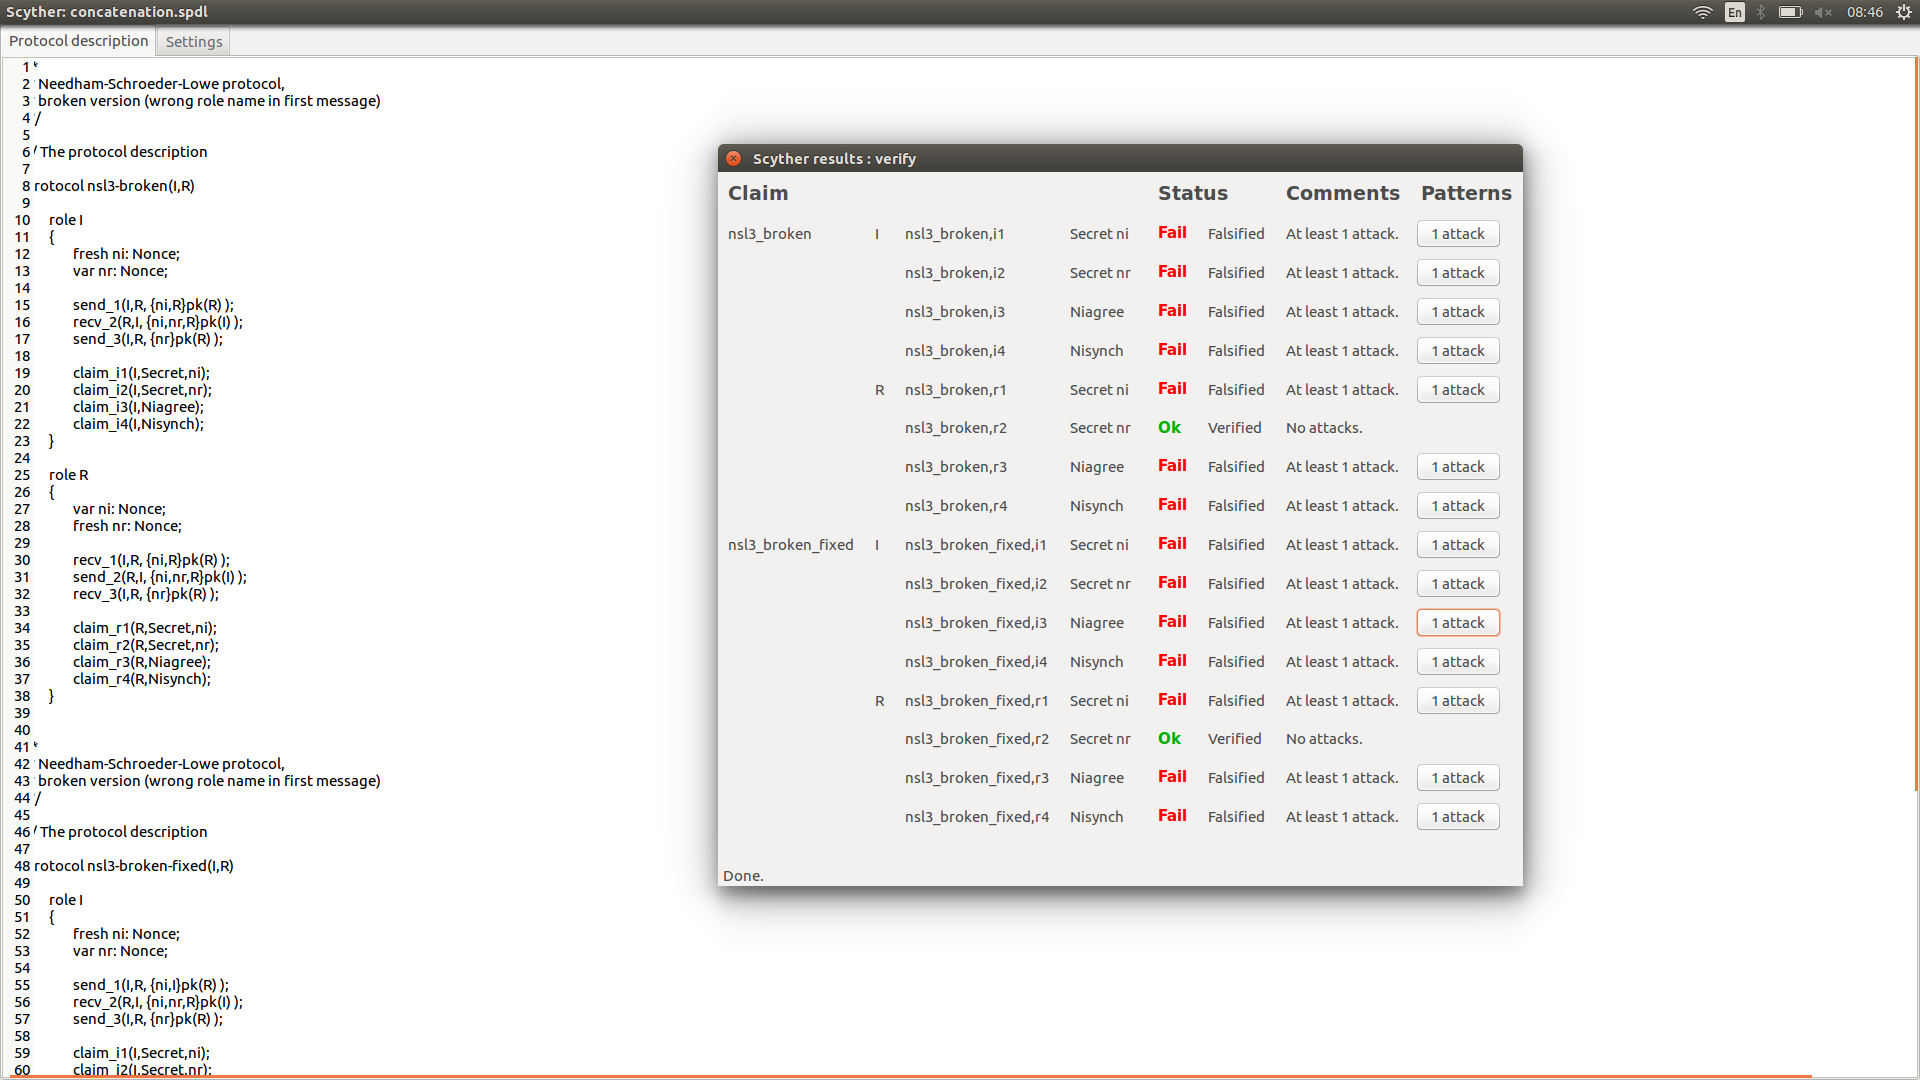 Scyther: concatenation.spdl
En
08:46
Protocol description
Settings
1 *
2 Needham-Schroeder-Lowe protocol,
3 broken version (wrong role name in first message)
4 /
5
6 / The protocol description
7
8 rotocol nsl3-broken(I,R)
9
10 role I
11 {
12 fresh ni: Nonce;
13 var nr: Nonce;
14
15 send_1(I,R, {ni,R}pk(R) );
16 recv_2(R,I, {ni,nr,R}pk(I) );
17 send_3(I,R, {nr}pk(R) );
18
19 claim_i1(I,Secret,ni);
20 claim_i2(I,Secret,nr);
21 claim_i3(I,Niagree);
22 claim_i4(I,Nisynch);
23 }
24
25 role R
26 {
27 var ni: Nonce;
28 fresh nr: Nonce;
29
30 recv_1(I,R, {ni,R}pk(R) );
31 send_2(R,I, {ni,nr,R}pk(I) );
32 recv_3(I,R, {nr}pk(R) );
33
34 claim_r1(R,Secret,ni);
35 claim_r2(R,Secret,nr);
36 claim_r3(R,Niagree);
37 claim_r4(R,Nisynch);
38 }
39
40
41 *
42 Needham-Schroeder-Lowe protocol,
43 broken version (wrong role name in first message)
44 /
45
46 / The protocol description
47
48 rotocol nsl3-broken-fixed(I,R)
49
50 role I
51 {
52 fresh ni: Nonce;
53 var nr: Nonce;
54
55 send_1(I,R, {ni,I}pk(R) );
56 recv_2(R,I, {ni,nr,R}pk(I) );
57 send_3(I,R, {nr}pk(R) );
58
59 claim_i1(I,Secret,ni);
60 claim_i2(I,Secret,nr);
Scyther results : verify
Claim Status Comments Patterns
nsl3_broken I nsl3_broken,i1 Secret ni Fail Falsified At least 1 attack. 1 attack
nsl3_broken,i2 Secret nr Fail Falsified At least 1 attack. 1 attack
nsl3_broken,i3 Niagree Fail Falsified At least 1 attack. 1 attack
nsl3_broken,i4 Nisynch Fail Falsified At least 1 attack. 1 attack
R nsl3_broken,r1 Secret ni Fail Falsified At least 1 attack. 1 attack
nsl3_broken,r2 Secret nr Ok Verified No attacks.
nsl3_broken,r3 Niagree Fail Falsified At least 1 attack. 1 attack
nsl3_broken,r4 Nisynch Fail Falsified At least 1 attack. 1 attack
nsl3_broken_fixed I nsl3_broken_fixed,i1 Secret ni Fail Falsified At least 1 attack. 1 attack
nsl3_broken_fixed,i2 Secret nr Fail Falsified At least 1 attack. 1 attack
nsl3_broken_fixed,i3 Niagree Fail Falsified At least 1 attack. 1 attack
nsl3_broken_fixed,i4 Nisynch Fail Falsified At least 1 attack. 1 attack
R nsl3_broken_fixed,r1 Secret ni Fail Falsified At least 1 attack. 1 attack
nsl3_broken_fixed,r2 Secret nr Ok Verified No attacks.
nsl3_broken_fixed,r3 Niagree Fail Falsified At least 1 attack. 1 attack
nsl3_broken_fixed,r4 Nisynch Fail Falsified At least 1 attack. 1 attack
Done.